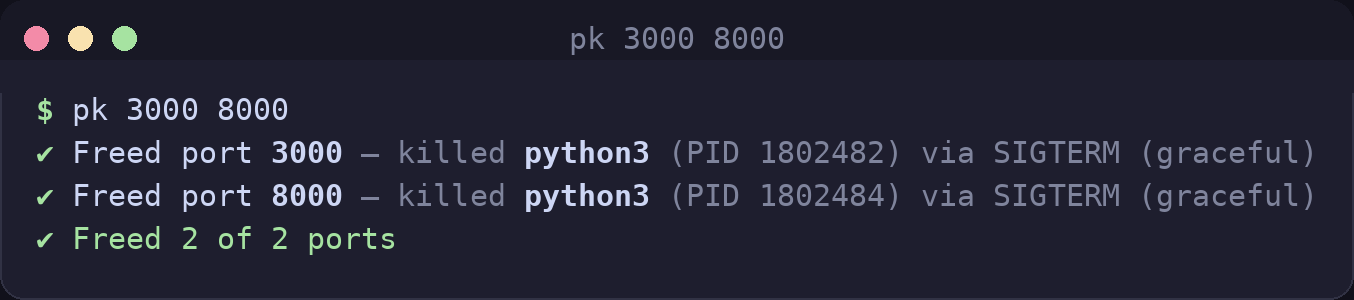 pk 3000 8000
$ pk 3000 8000
✔ Freed port 3000 — killed python3 (PID 1802482) via SIGTERM (graceful)
✔ Freed port 8000 — killed python3 (PID 1802484) via SIGTERM (graceful)
✔ Freed 2 of 2 ports